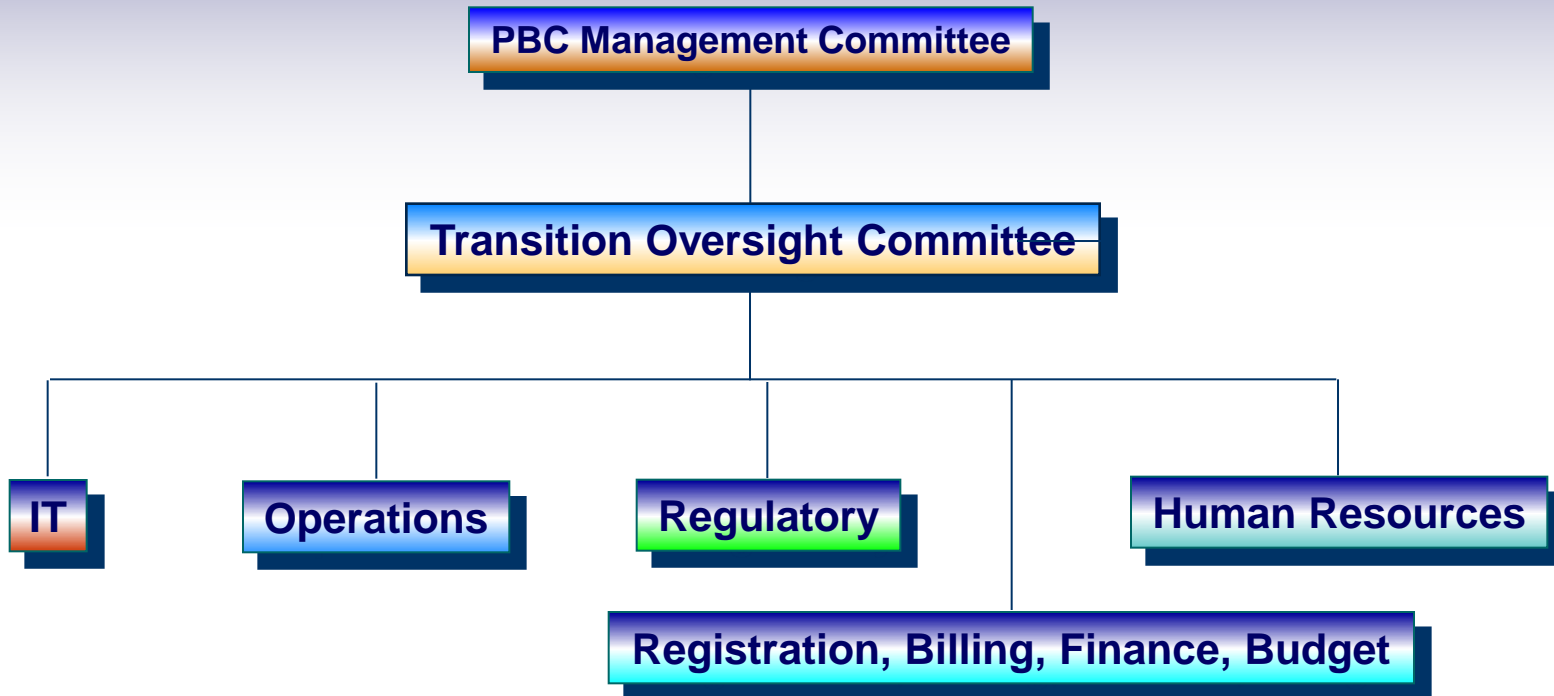 PBC Management Committee
Transition Oversight Committee
IT
Operations
Regulatory
Human Resources
Registration, Billing, Finance, Budget